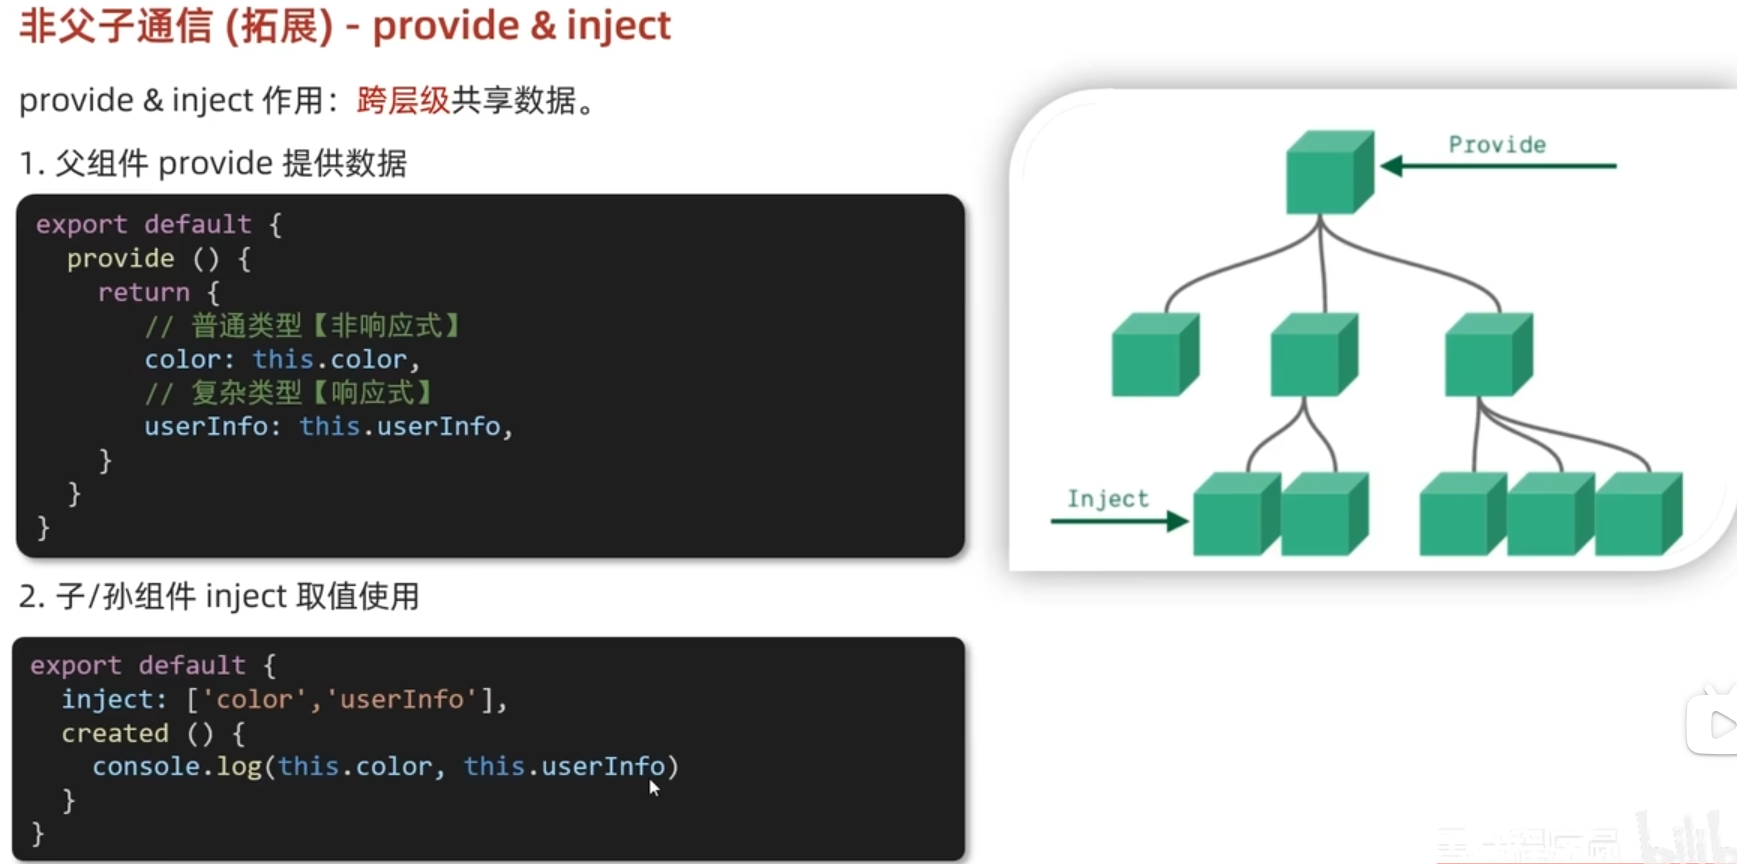 非父子通信 (拓展) - provide & inject
provide & inject 作用：跨层级共享数据。
1. 父组件 provide 提供数据
export default {
provide () {
return {
// 普通类型【非响应式】
color: this.color,
// 复杂类型【响应式】
userInfo: this.userInfo,
}
}
}
2. 子/孙组件 inject 取值使用
export default {
inject: ['color','userInfo'],
created () {
console.log(this.color, this.userInfo)
}
}
Provide
Inject